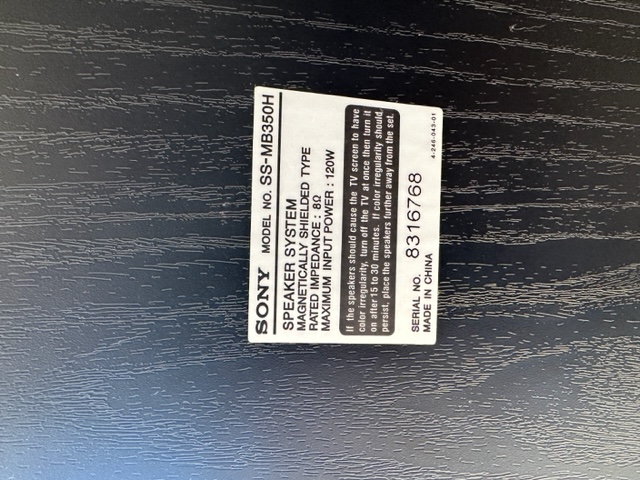 SONY MODEL NO. SS-MB350H
SPEAKER SYSTEM
MAGNETICALLY SHIELDED TYPE
RATED IMPEDANCE : 8Ω
MAXIMUM INPUT POWER : 120W
If the speakers should cause the TV screen to have
color irregularity, turn off the TV at once then turn it
on after 15 to 30 minutes. If color irregularity should
persist, place the speakers further away from the set.
SERIAL NO. 8316768
MADE IN CHINA
4-246-043-01